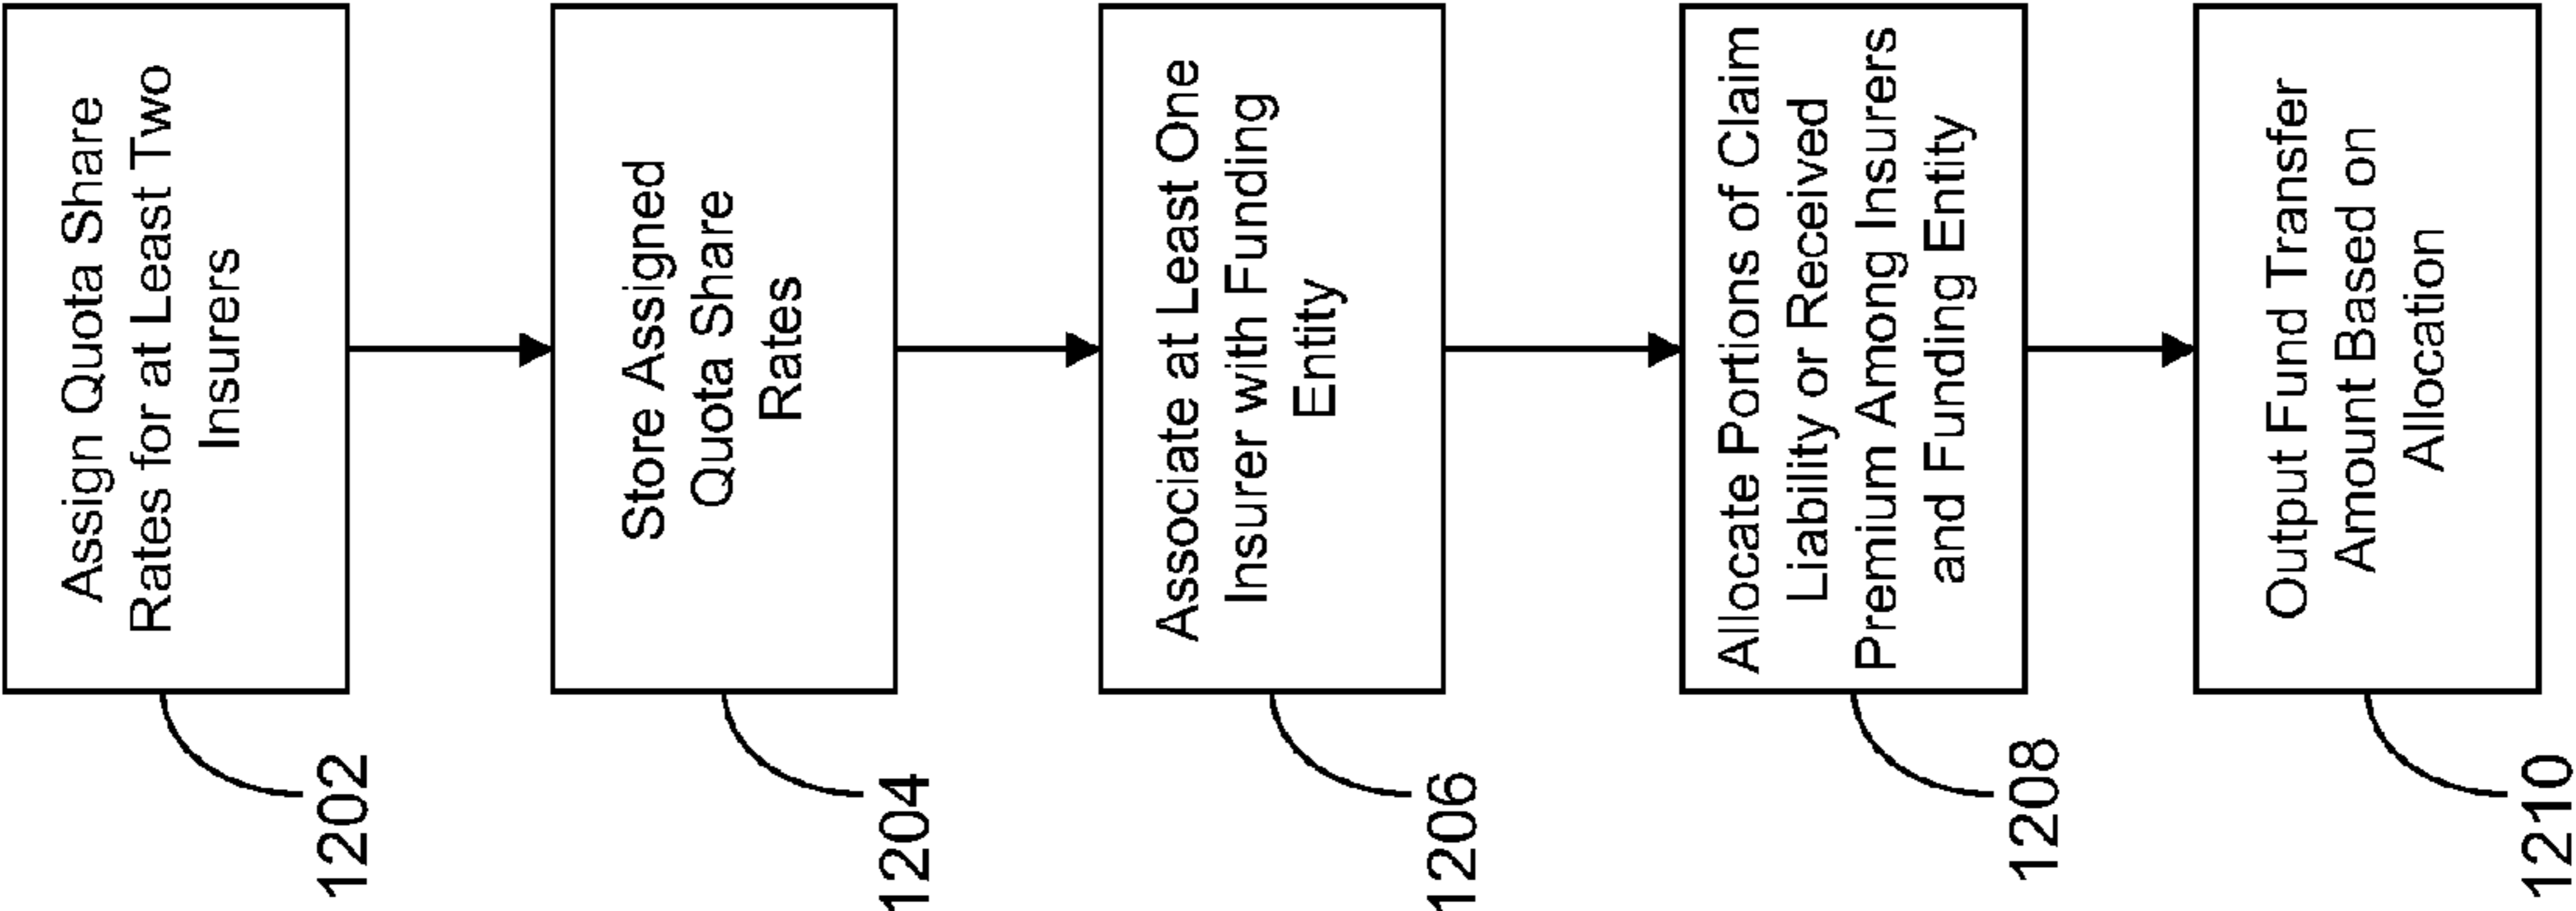 Assign Quota Share
Rates for at Least Two
Insurers
1202
Store Assigned
Quota Share
Rates
1204
Associate at Least One
Insurer with Funding
Entity
1206
Allocate Portions of Claim
Liability or Received
Premium Among Insurers
and Funding Entity
1208
Output Fund Transfer
Amount Based on
Allocation
1210